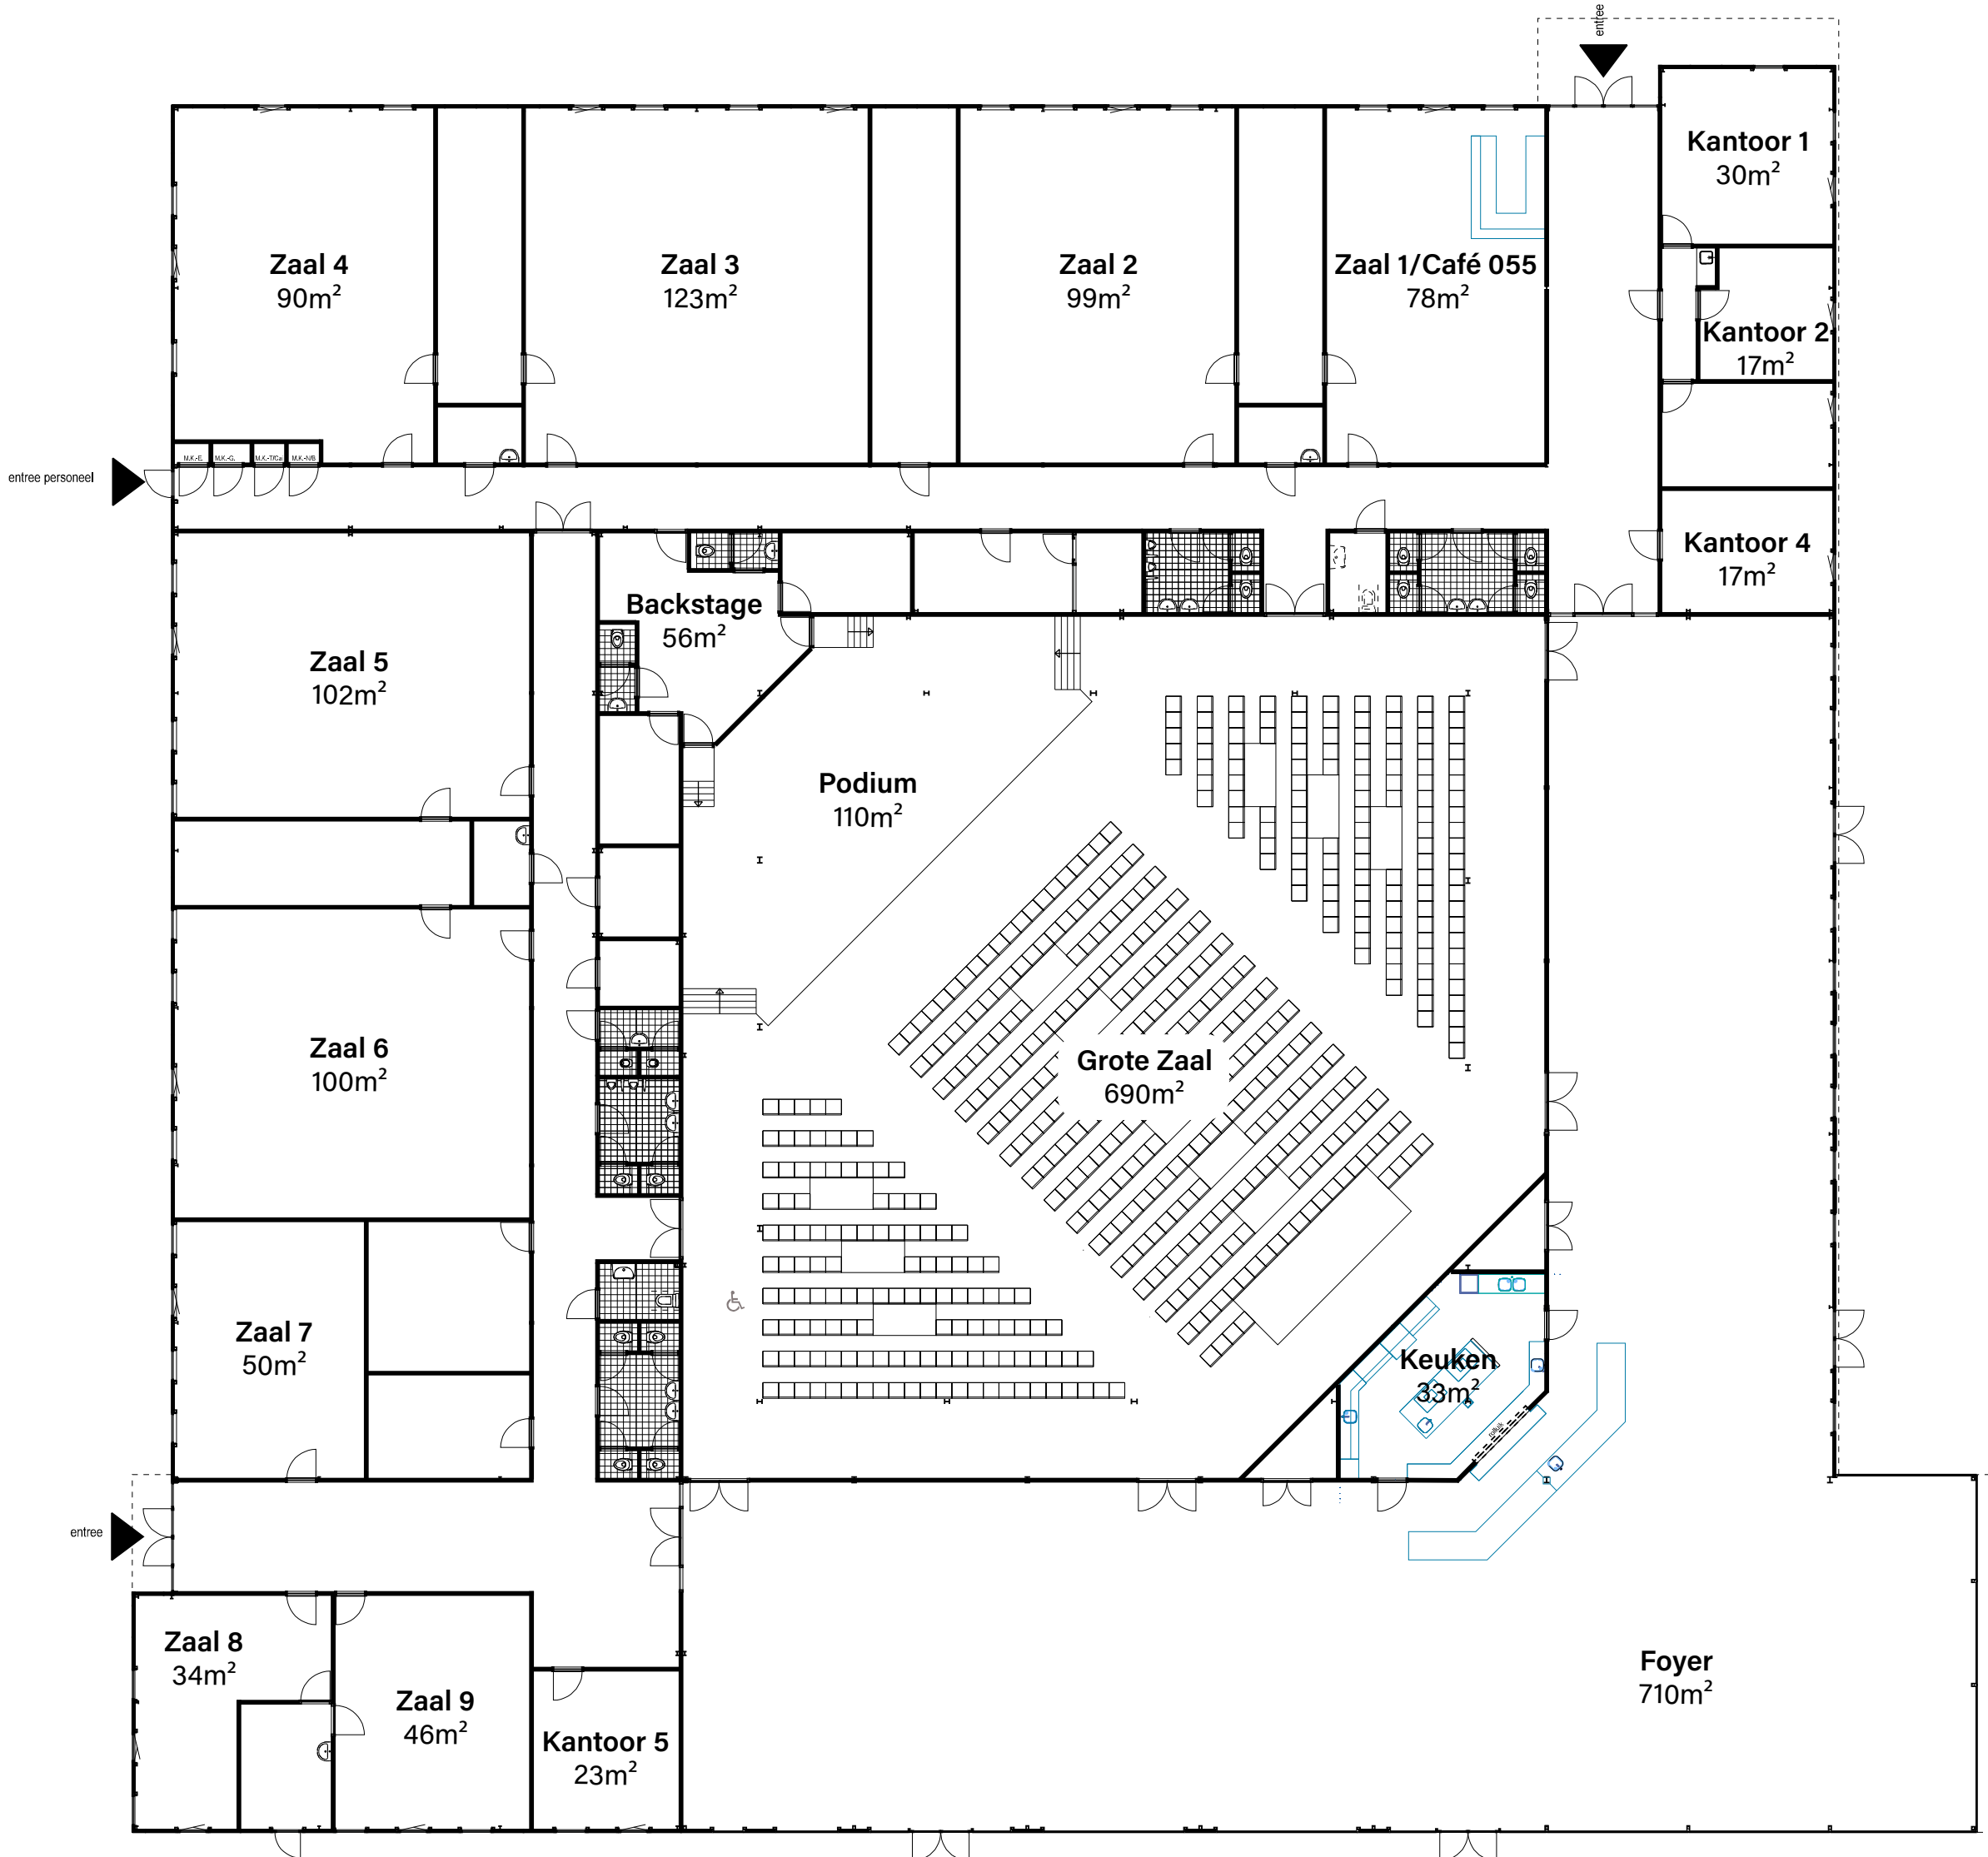 entree
Kantoor 1
30m²
Zaal 4
90m²
Zaal 3
123m²
Zaal 2
99m²
Zaal 1/Café 055
78m²
Kantoor 2
17m²
M.K.-E.
M.K.-G.
M.K.-T/Cai
M.K.-N/B
entree personeel
Kantoor 4
17m²
Backstage
56m²
Zaal 5
102m²
Podium
110m²
Zaal 6
100m²
Grote Zaal
690m²
Zaal 7
50m²
Keuken
33m²
entree
Zaal 8
34m²
Zaal 9
46m²
Kantoor 5
23m²
Foyer
710m²